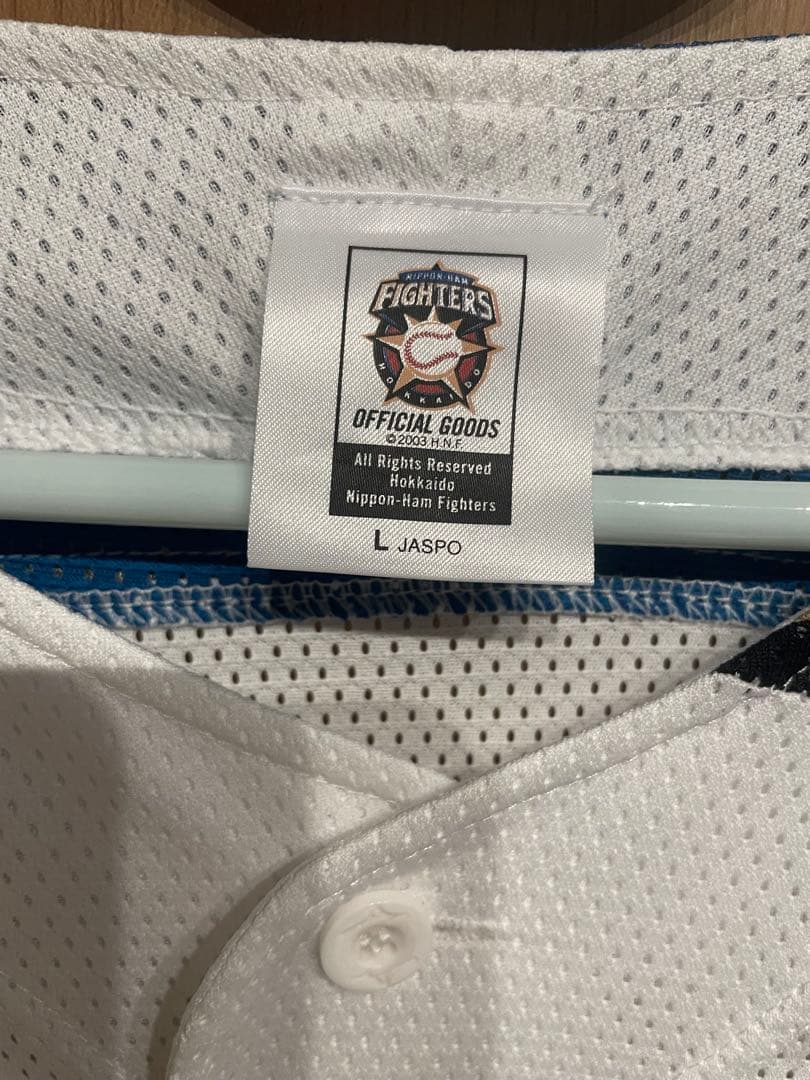 NIPPON-HAM
FIGHTERS
HOKKAIDO
OFFICIAL GOODS
©2003 H.N.F.
All Rights Reserved
Hokkaido
Nippon-Ham Fighters
L JASPO